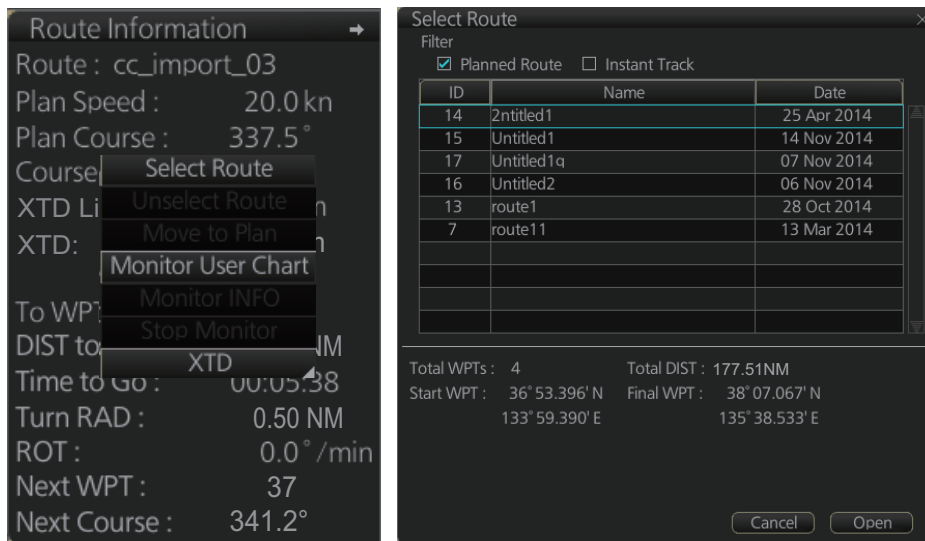 Route Information
Route : cc_import_03
Plan Speed : 20.0 kn
Plan Course : 337.5°
Course
Select Route
XTD Li
Unselect Route
n
Move to Plan
XTD:
Monitor User Chart
Monitor INFO
To WPT
Stop Monitor
DIST to
NM
XTD
Time to Go : 00:05:38
Turn RAD : 0.50 NM
ROT : 0.0°/min
Next WPT : 37
Next Course : 341.2°
Select Route
Filter
Planned Route Instant Track
ID Name Date
14 2ntitled1 25 Apr 2014
15 Untitled1 14 Nov 2014
17 Untitled1q 07 Nov 2014
16 Untitled2 06 Nov 2014
13 route1 28 Oct 2014
7 route11 13 Mar 2014
Total WPTs : 4 Total DIST : 177.51NM
Start WPT : 36°53.396' N Final WPT : 38°07.067' N
133°59.390' E 135°38.533' E
Cancel Open